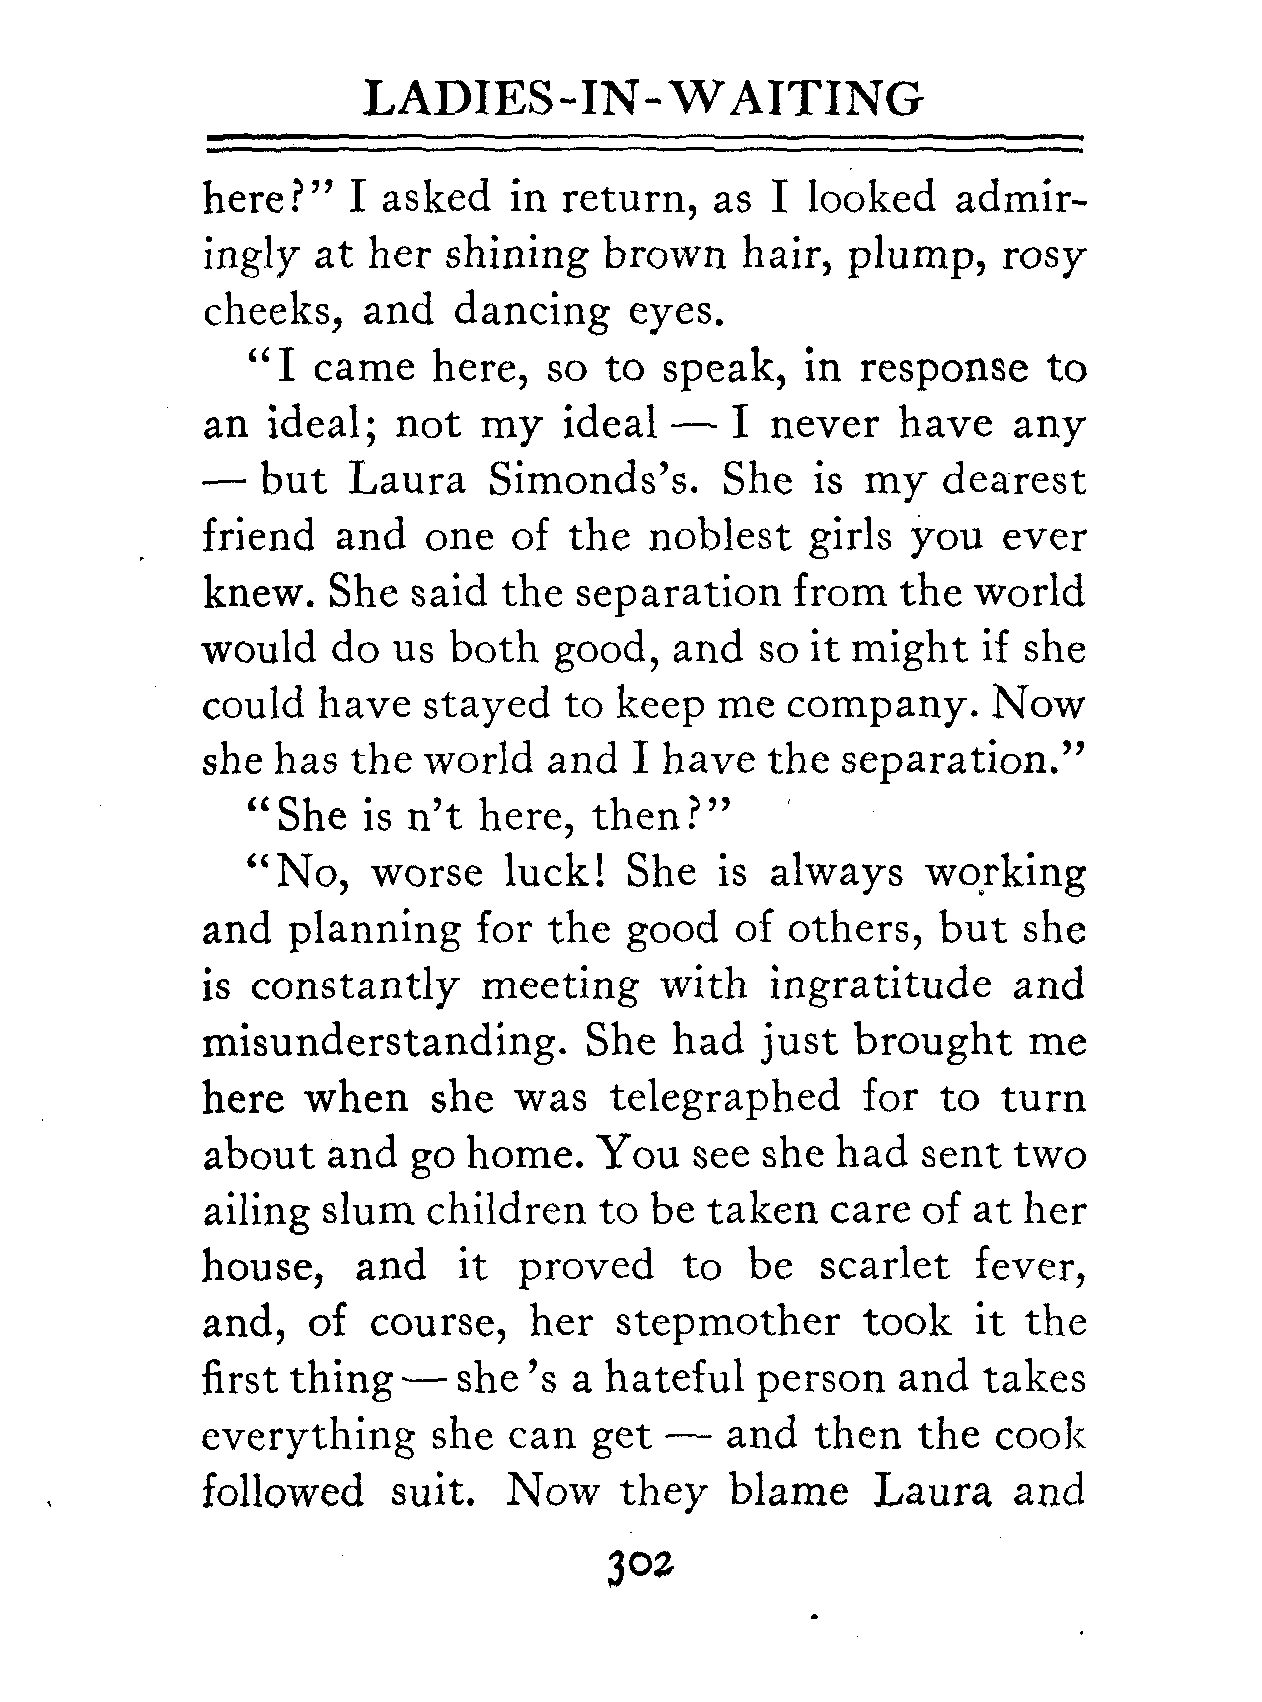 LADIES-IN-WAITING
here?" I asked in return, as I looked admir-
ingly at her shining brown hair, plump, rosy
cheeks, and dancing eyes.
"I came here, so to speak, in response to
an ideal; not my ideal — I never have any
— but Laura Simonds's. She is my dearest
friend and one of the noblest girls you ever
knew. She said the separation from the world
would do us both good, and so it might if she
could have stayed to keep me company. Now
she has the world and I have the separation."
"She is n't here, then?"
"No, worse luck! She is always working
and planning for the good of others, but she
is constantly meeting with ingratitude and
misunderstanding. She had just brought me
here when she was telegraphed for to turn
about and go home. You see she had sent two
ailing slum children to be taken care of at her
house, and it proved to be scarlet fever,
and, of course, her stepmother took it the
first thing — she 's a hateful person and takes
everything she can get — and then the cook
followed suit. Now they blame Laura and
302